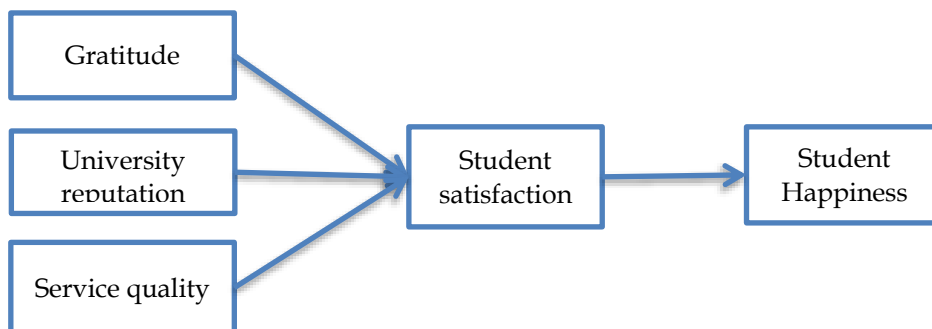 Gratitude
University
reputation
Service quality
Student
satisfaction
Student
Happiness